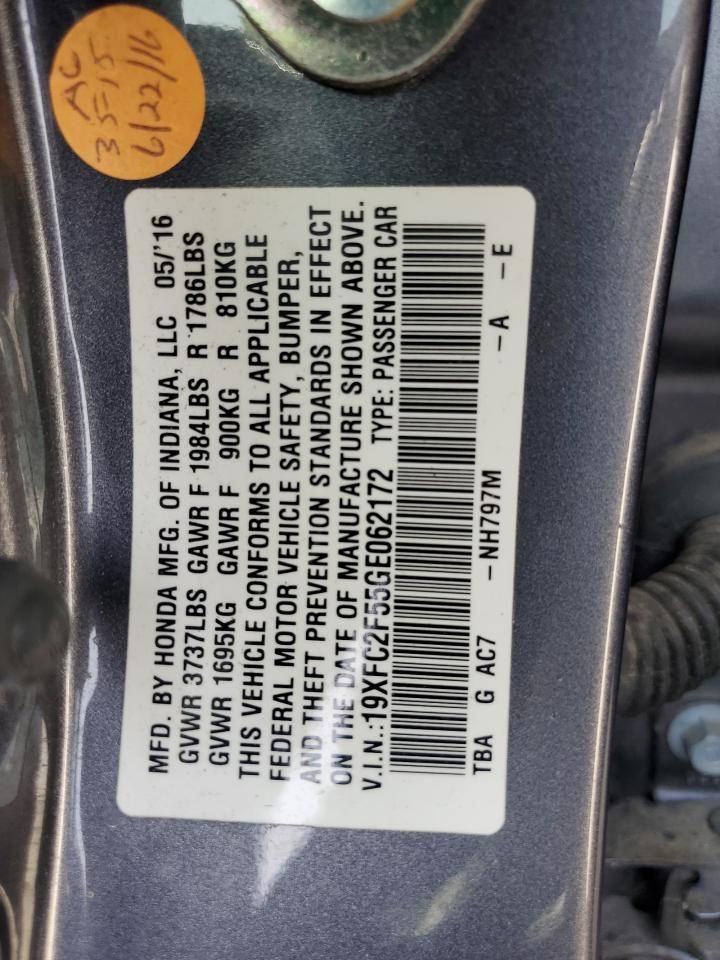 AC
35-15
6/22/16
MFD. BY HONDA MFG. OF INDIANA, LLC 05/'16
GVWR 3737LBS GAWR F 1984LBS R 1786LBS
GVWR 1695KG GAWR F 900KG R 810KG
THIS VEHICLE CONFORMS TO ALL APPLICABLE
FEDERAL MOTOR VEHICLE SAFETY, BUMPER,
AND THEFT PREVENTION STANDARDS IN EFFECT
ON THE DATE OF MANUFACTURE SHOWN ABOVE.
V.I.N.:19XFC2F55GE062172 TYPE: PASSENGER CAR
TBA G AC7 -NH797M -A -E